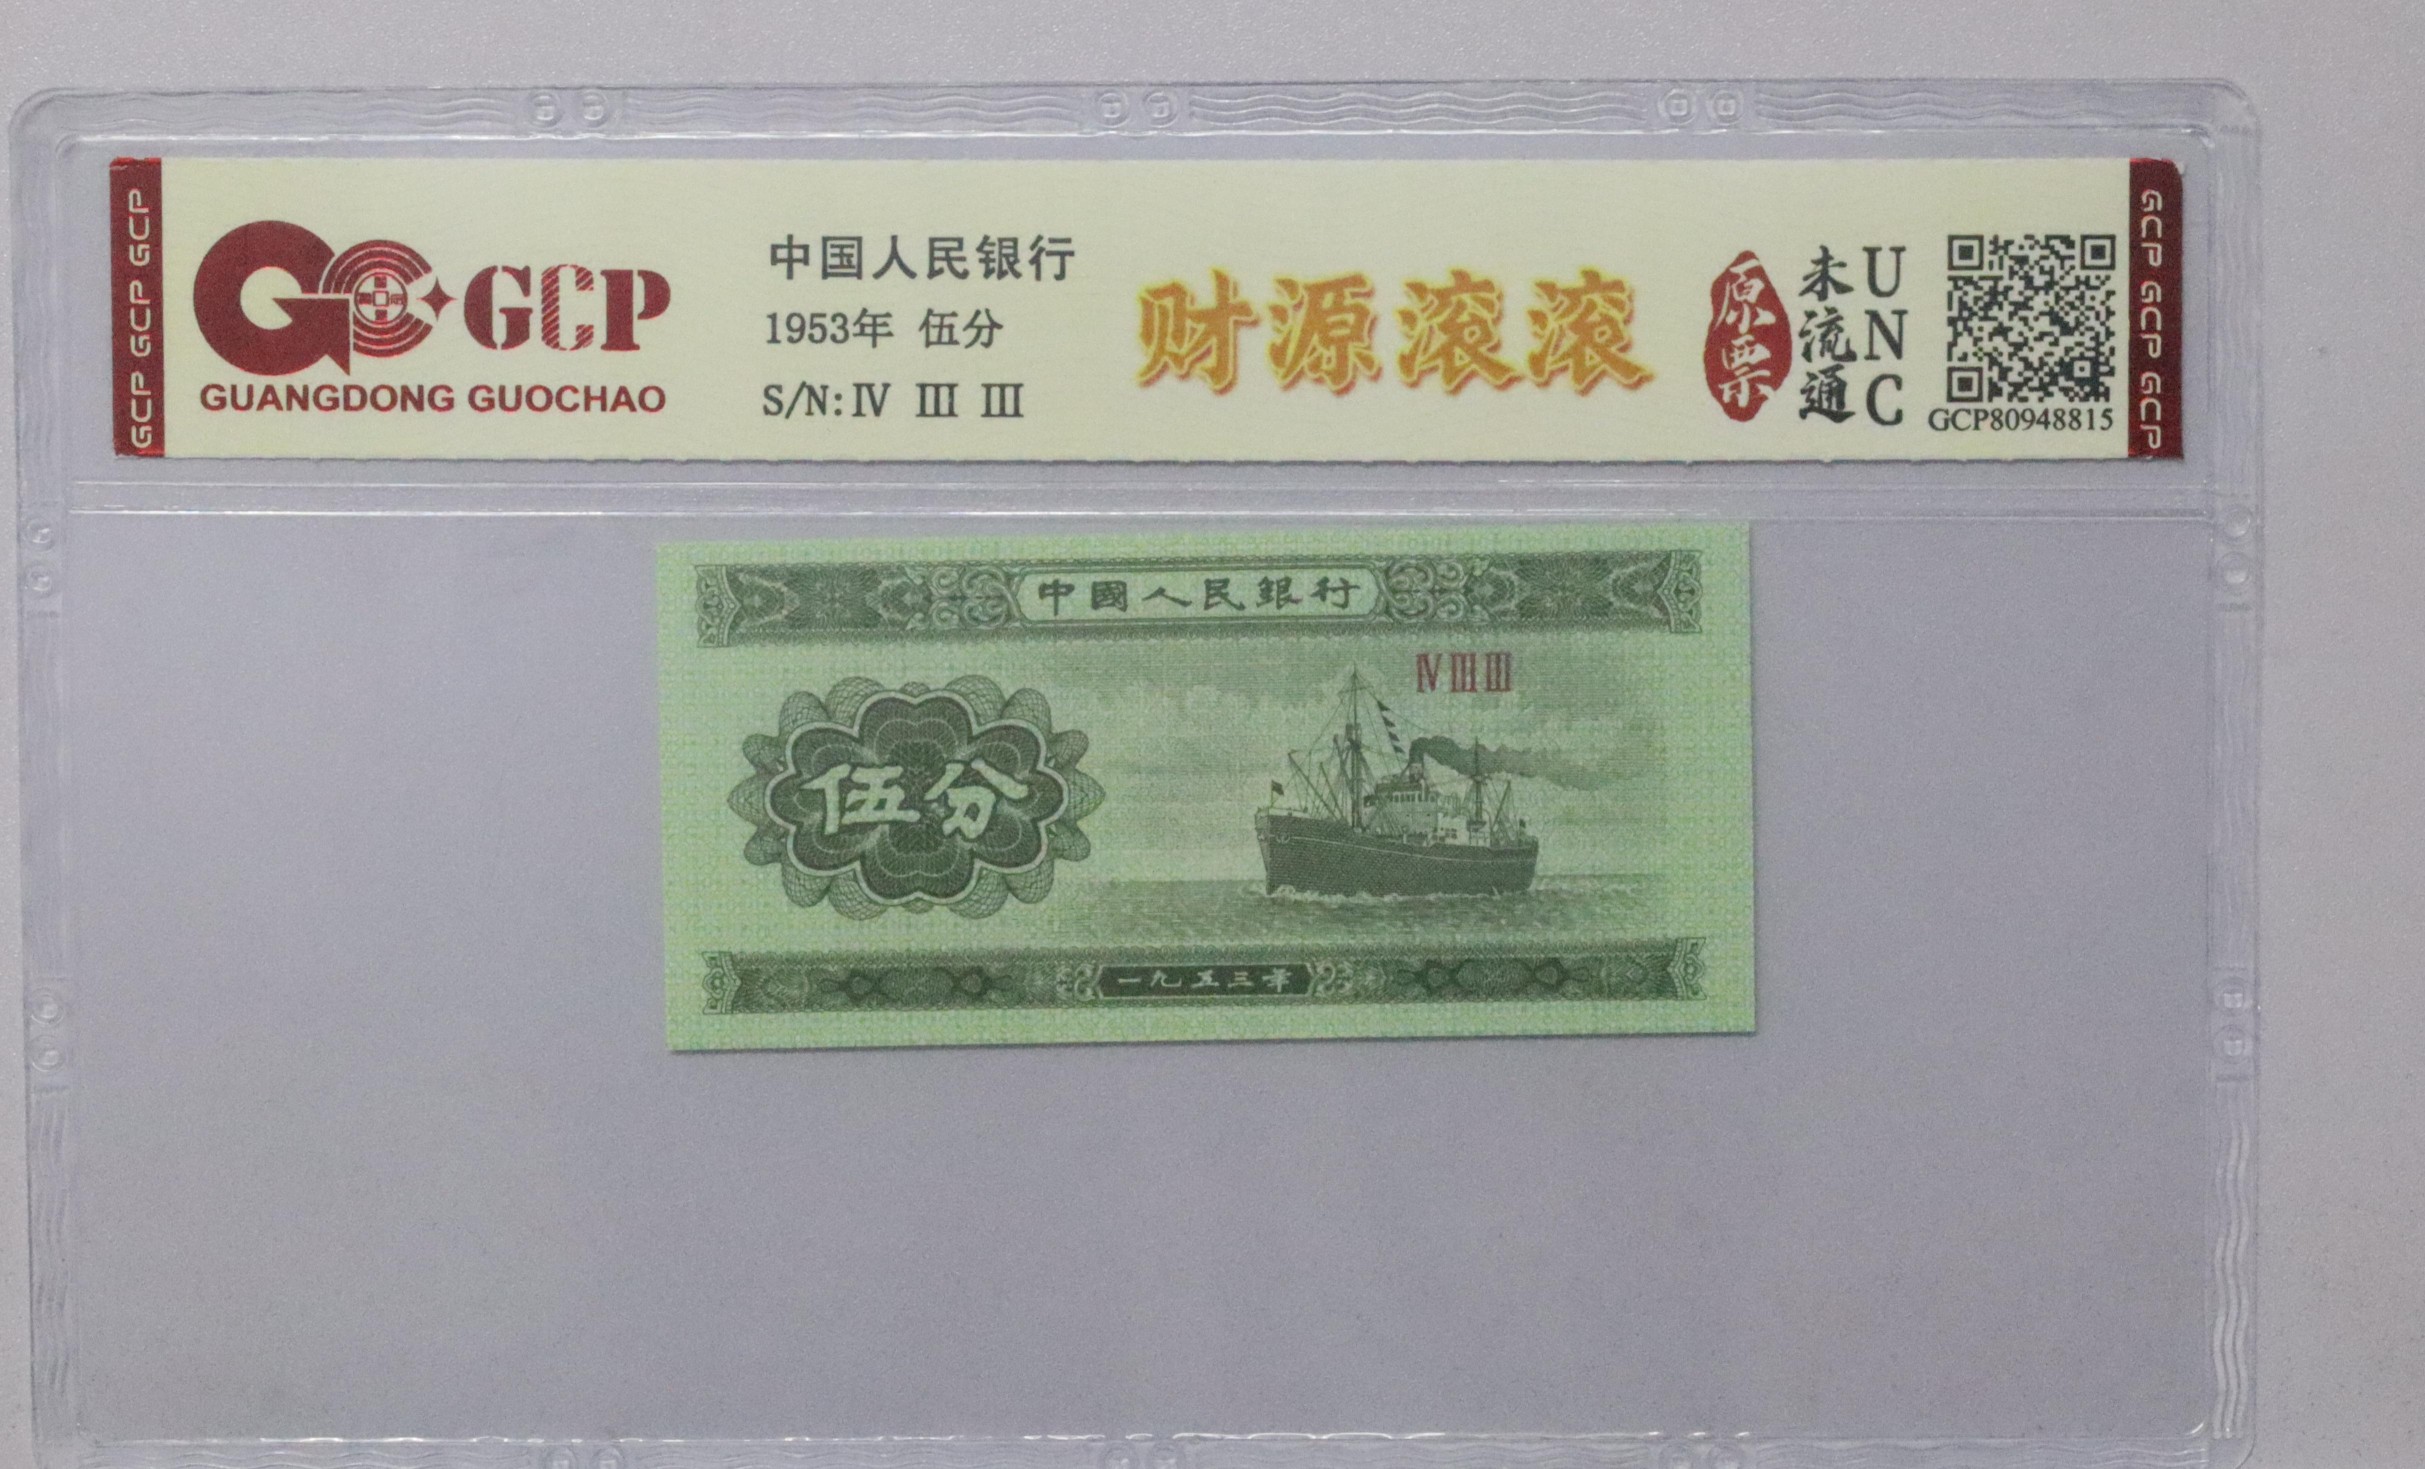 GCP GCP GCP
GCP
GUANGDONG GUOCHAO
中国人民银行
1953年 伍分
S/N:Ⅳ Ⅲ Ⅲ
财源滚滚
原票
未流通
UNC
GCP80948815
GCP GCP GCP
中國人民銀行
Ⅳ Ⅲ Ⅲ
伍分
一九五三年